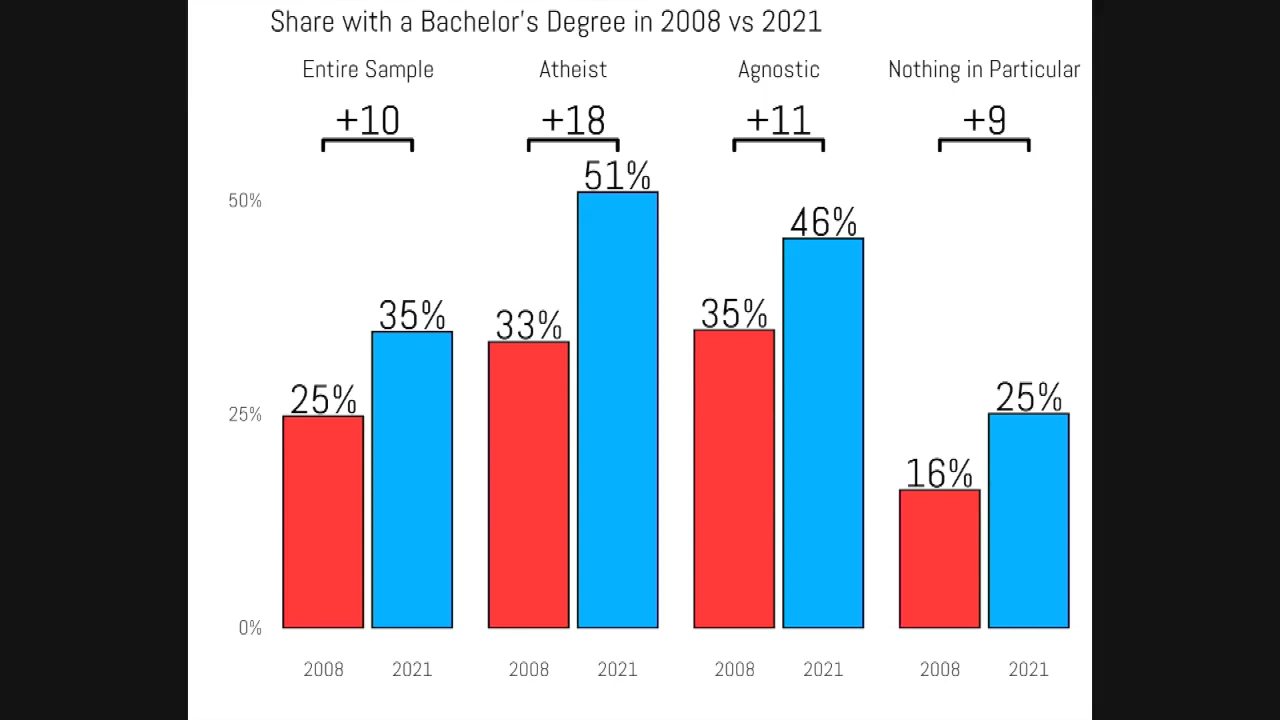 Share with a Bachelor's Degree in 2008 vs 2021
Entire Sample Atheist Agnostic Nothing in Particular
+10 +18 +11 +9
51%
50%
46%
35% 33% 35%
25% 25%
25%
16%
0%
2008 2021 2008 2021 2008 2021 2008 2021